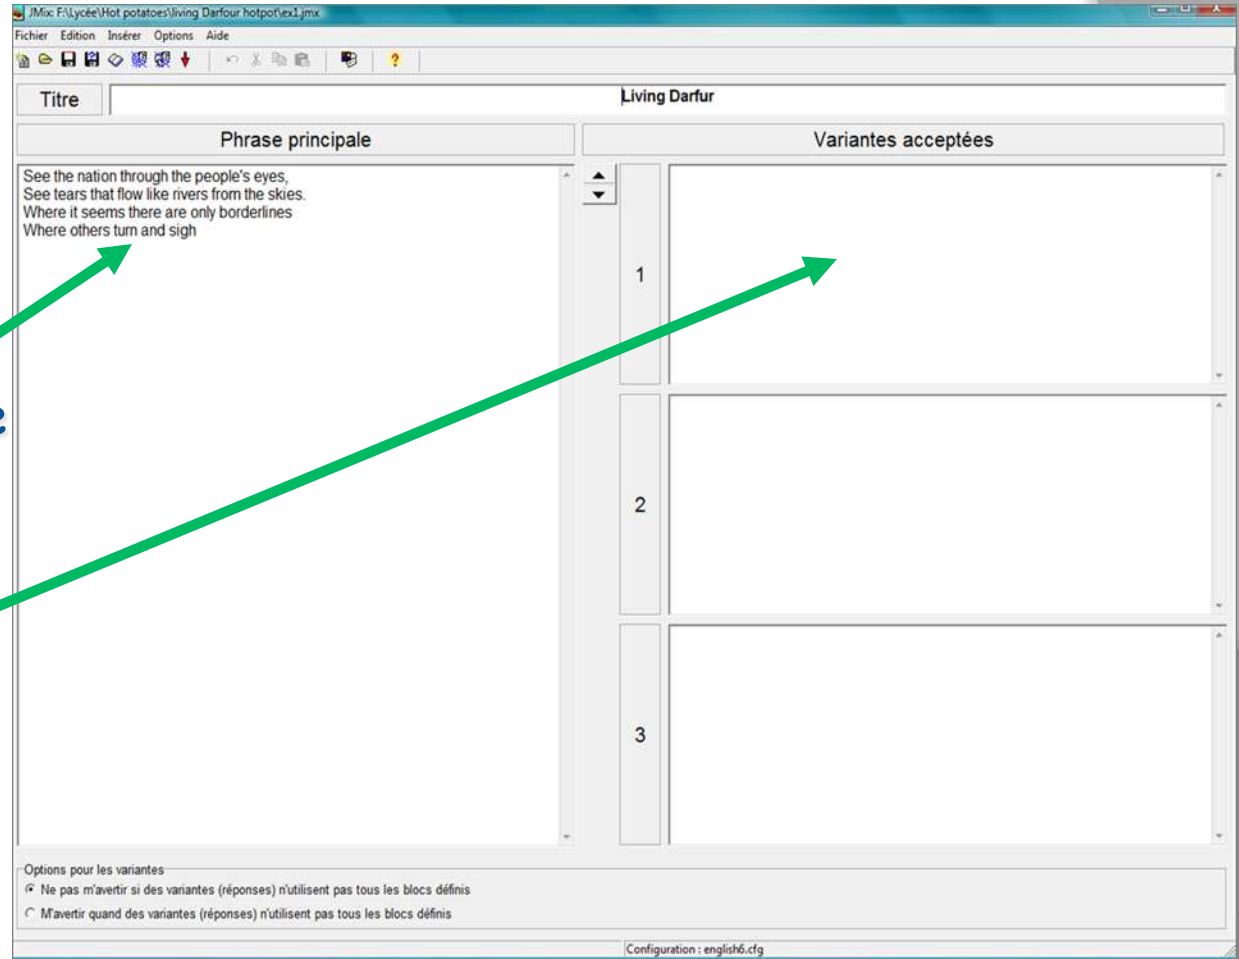 JMix: F:\Lycée\Hot potatoes\living Darfour hotpot\ex1.jmx
Fichier Edition Insérer Options Aide
Titre
Living Darfur
Phrase principale
Variantes acceptées
See the nation through the people's eyes,
See tears that flow like rivers from the skies.
Where it seems there are only borderlines
Where others turn and sigh
1
2
3
Options pour les variantes
Ne pas m'avertir si des variantes (réponses) n'utilisent pas tous les blocs définis
M'avertir quand des variantes (réponses) n'utilisent pas tous les blocs définis
Configuration : english6.cfg